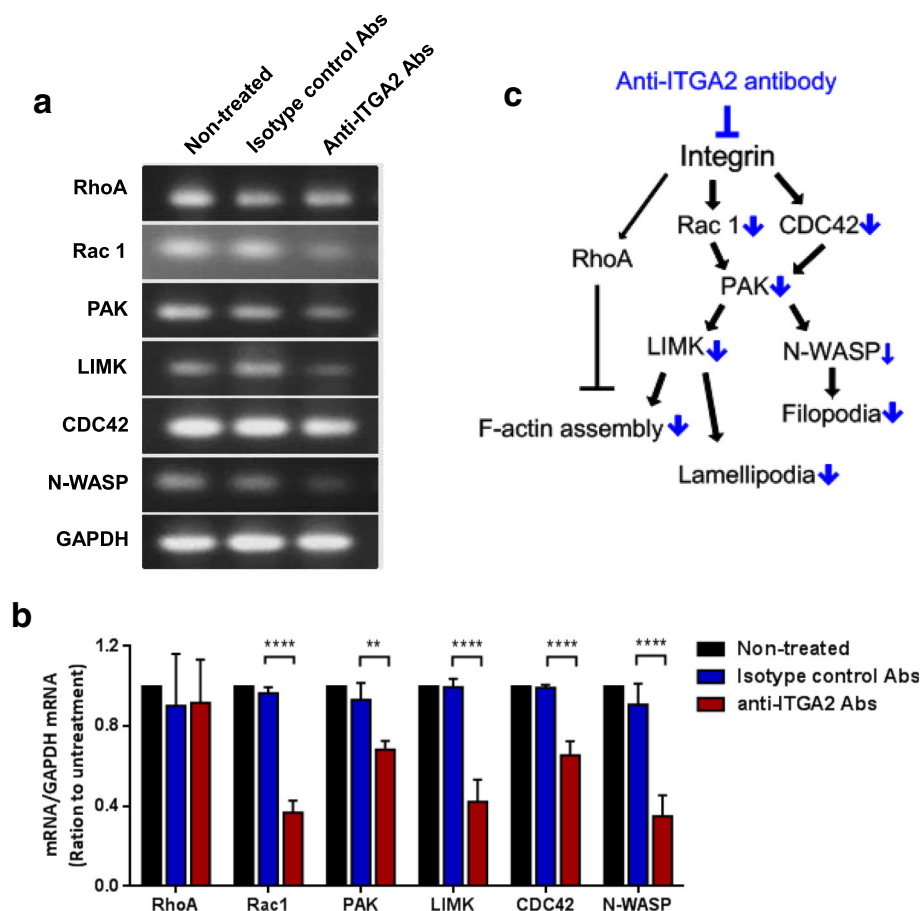 a
Non-treated
Isotype control Abs
Anti-ITGA2 Abs
RhoA
Rac 1
PAK
LIMK
CDC42
N-WASP
GAPDH
c
Anti-ITGA2 antibody
Integrin
Rac 1
CDC42
RhoA
PAK
LIMK
N-WASP
F-actin assembly
Filopodia
Lamellipodia
b
mRNA/GAPDH mRNA
(Ration to untreatment)
1.2
0.8
0.4
0.0
**** ** **** **** ****
RhoA Rac1 PAK LIMK CDC42 N-WASP
Non-treated
Isotype control Abs
anti-ITGA2 Abs